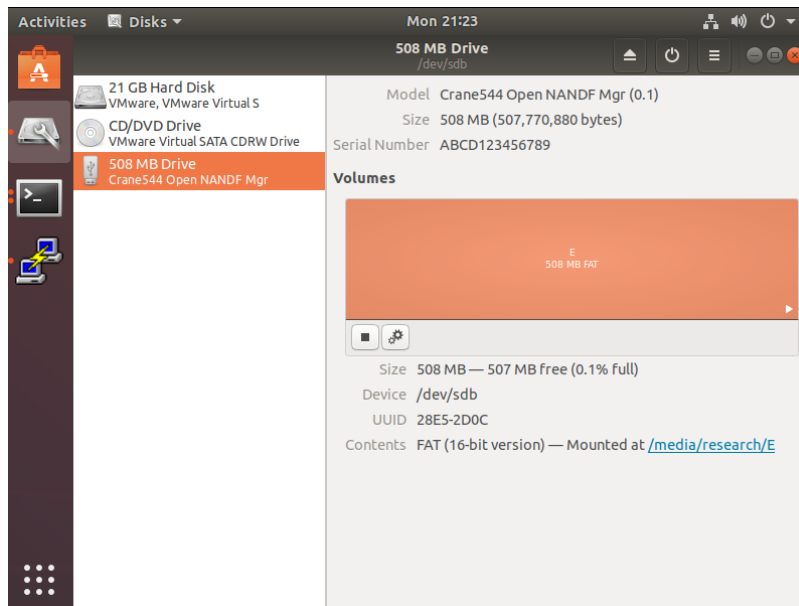 Activities Disks Mon 21:23
508 MB Drive
/dev/sdb
21 GB Hard Disk
VMware, VMware Virtual S
CD/DVD Drive
VMware Virtual SATA CDRW Drive
508 MB Drive
Crane544 Open NANDF Mgr
Model Crane544 Open NANDF Mgr (0.1)
Size 508 MB (507,770,880 bytes)
Serial Number ABCD123456789
Volumes
E
508 MB FAT
Size 508 MB — 507 MB free (0.1% full)
Device /dev/sdb
UUID 28E5-2D0C
Contents FAT (16-bit version) — Mounted at /media/research/E